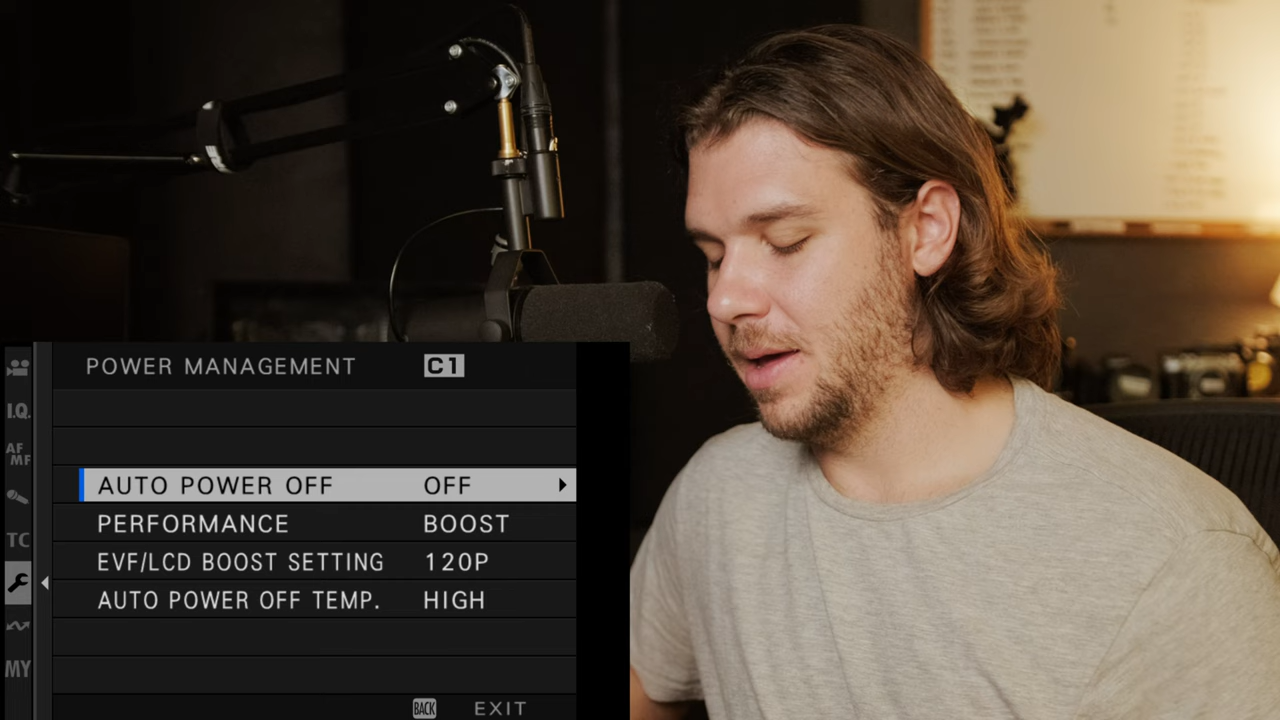 POWER MANAGEMENT C1
I.Q.
AF
MF
AUTO POWER OFF OFF
PERFORMANCE BOOST
TC
EVF/LCD BOOST SETTING 120P
AUTO POWER OFF TEMP. HIGH
MY
BACK EXIT